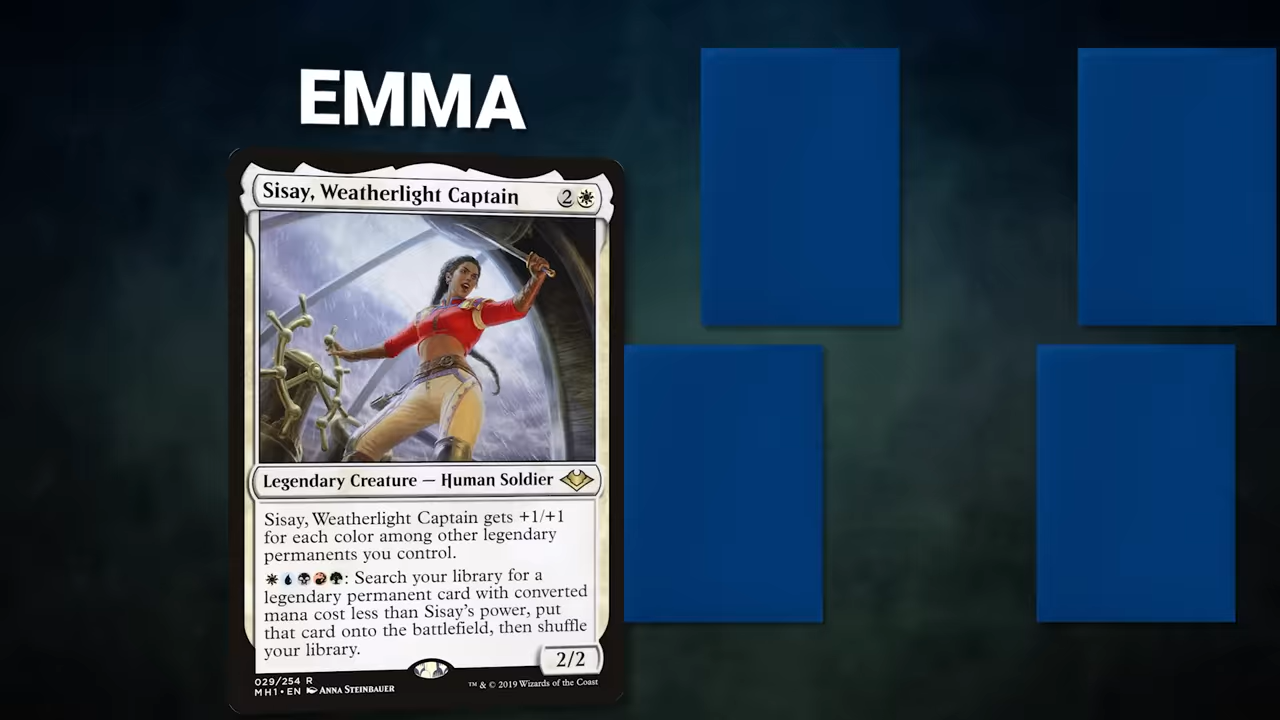 EMMA
Sisay, Weatherlight Captain 2
Legendary Creature — Human Soldier
Sisay, Weatherlight Captain gets +1/+1
for each color among other legendary
permanents you control.
: Search your library for a
legendary permanent card with converted
mana cost less than Sisay's power, put
that card onto the battlefield, then shuffle
your library.
2/2
029/254 R
MH1 • EN Anna Steinbauer
™ & © 2019 Wizards of the Coast